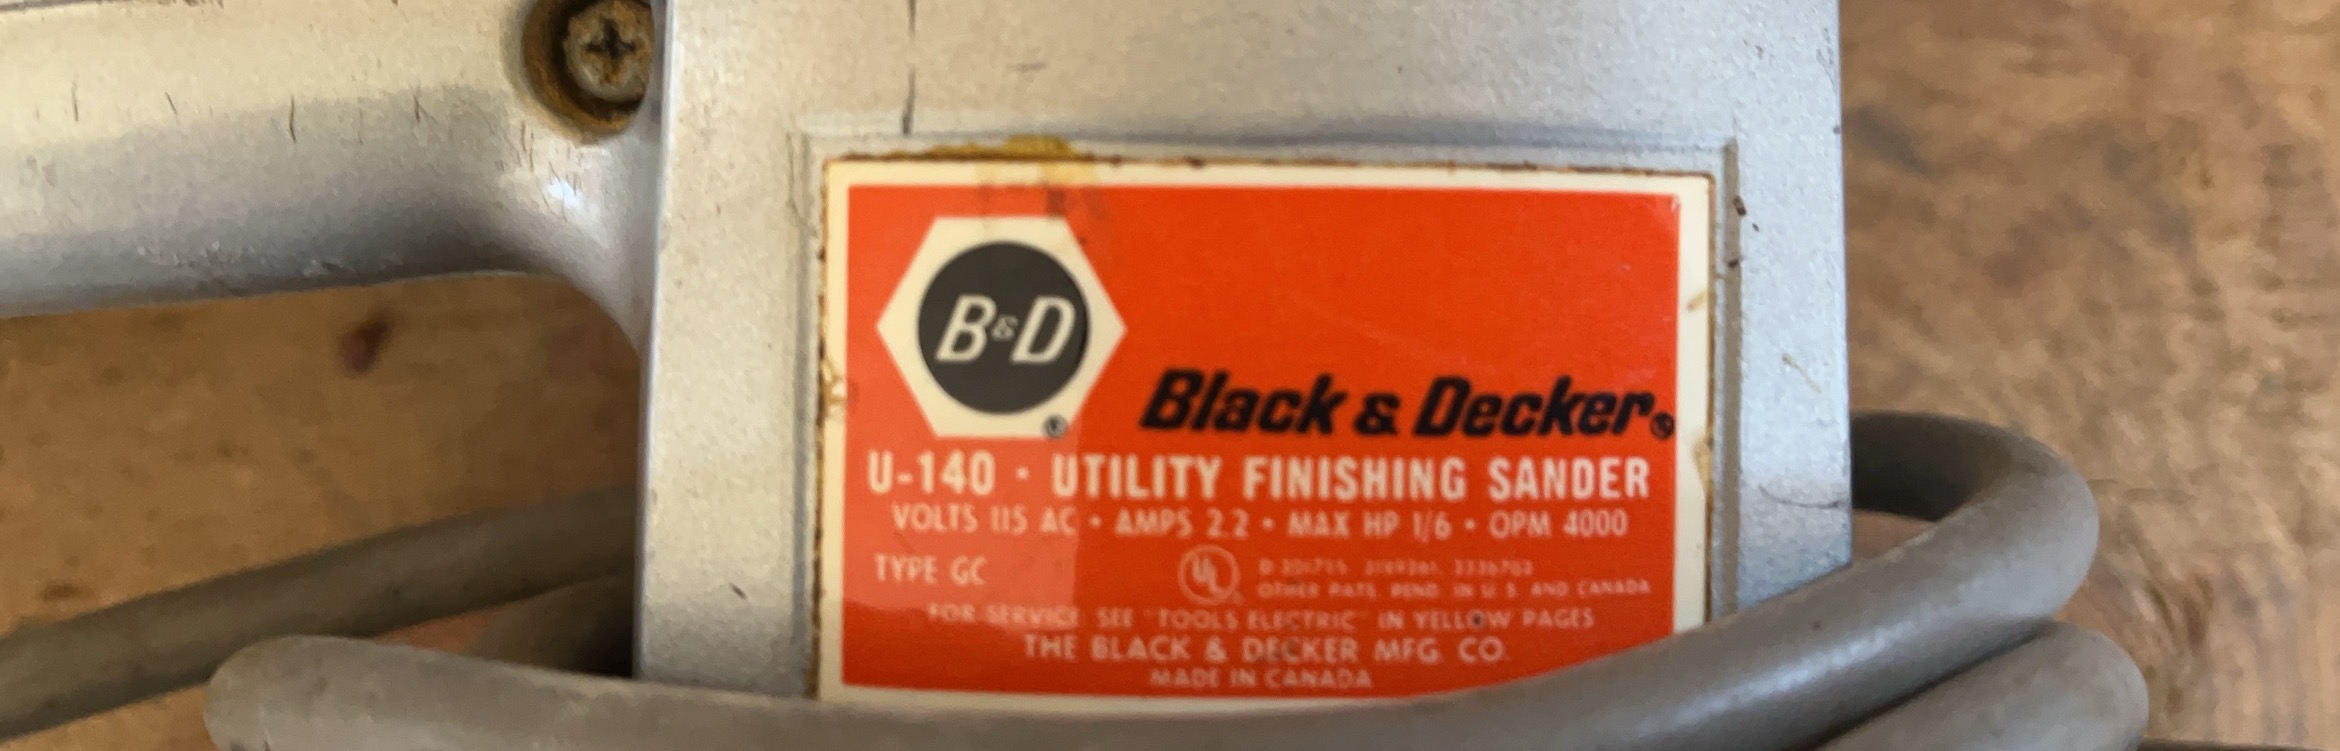 B&D
Black & Decker®
U-140 · UTILITY FINISHING SANDER
VOLTS 115 AC · AMPS 2.2 · MAX HP 1/6 · OPM 4000
TYPE GC
UL
OTHER PATS. PEND. IN U.S. AND CANADA
FOR SERVICE SEE "TOOLS ELECTRIC" IN YELLOW PAGES
THE BLACK & DECKER MFG. CO.
MADE IN CANADA